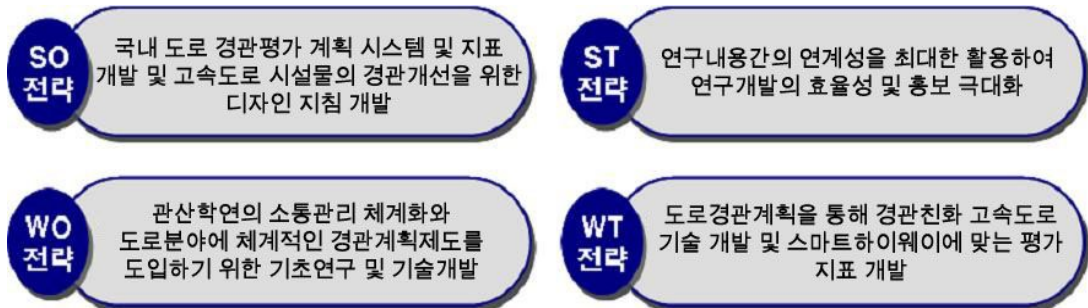 SO
전략
국내 도로 경관평가 계획 시스템 및 지표
개발 및 고속도로 시설물의 경관개선을 위한
디자인 지침 개발
ST
전략
연구내용간의 연계성을 최대한 활용하여
연구개발의 효율성 및 홍보 극대화
WO
전략
관산학연의 소통관리 체계화와
도로분야에 체계적인 경관계획제도를
도입하기 위한 기초연구 및 기술개발
WT
전략
도로경관계획을 통해 경관친화 고속도로
기술 개발 및 스마트하이웨이에 맞는 평가
지표 개발